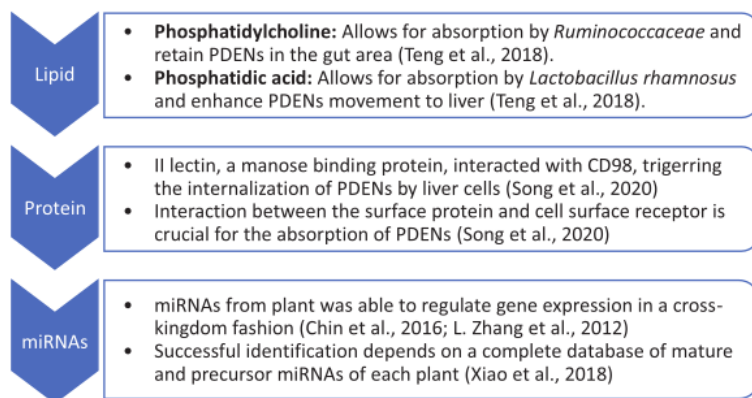 Lipid
• Phosphatidylcholine: Allows for absorption by Ruminococcaceae and
retain PDENs in the gut area (Teng et al., 2018).
• Phosphatidic acid: Allows for absorption by Lactobacillus rhamnosus
and enhance PDENs movement to liver (Teng et al., 2018).
Protein
• II lectin, a manose binding protein, interacted with CD98, trigerring
the internalization of PDENs by liver cells (Song et al., 2020)
• Interaction between the surface protein and cell surface receptor is
crucial for the absorption of PDENs (Song et al., 2020)
miRNAs
• miRNAs from plant was able to regulate gene expression in a cross-
kingdom fashion (Chin et al., 2016; L. Zhang et al., 2012)
• Successful identification depends on a complete database of mature
and precursor miRNAs of each plant (Xiao et al., 2018)